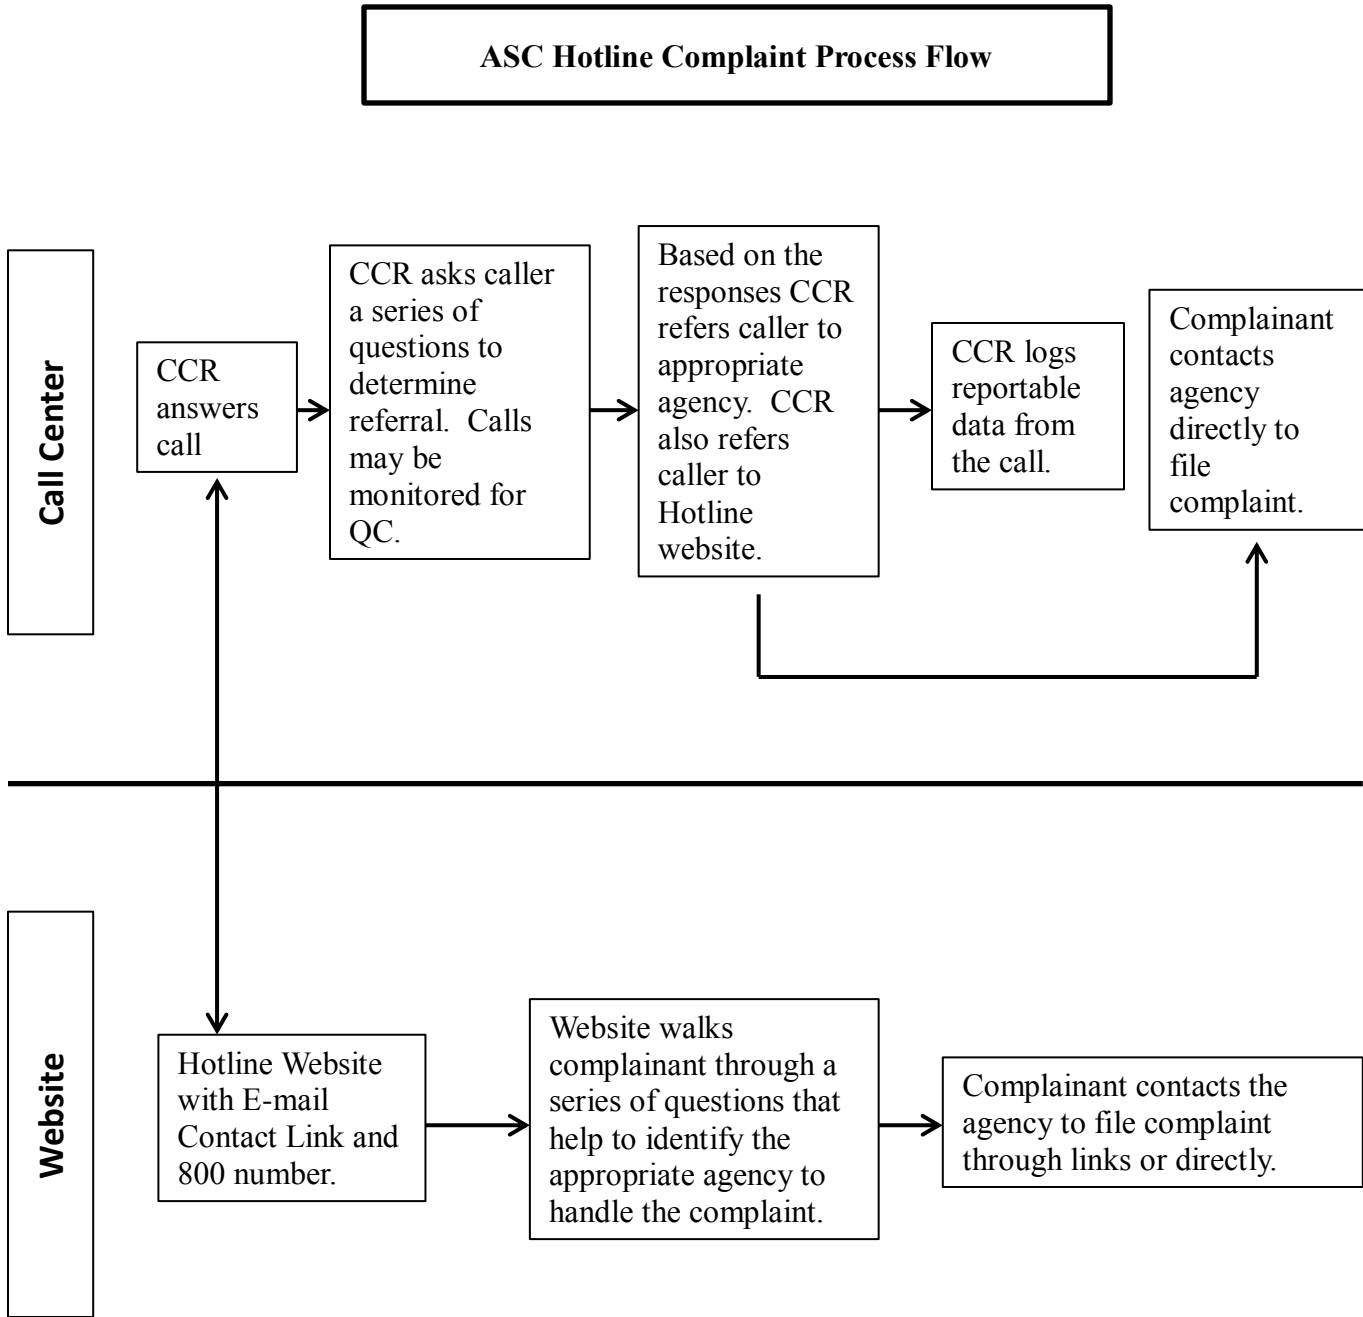 ASC Hotline Complaint Process Flow
Call Center
CCR
answers
call
CCR asks caller
a series of
questions to
determine
referral.  Calls
may be
monitored for
QC.
Based on the
responses CCR
refers caller to
appropriate
agency.  CCR
also refers
caller to
Hotline
website.
CCR logs
reportable
data from
the call.
Complainant
contacts
agency
directly to
file
complaint.
Website
Hotline Website
with E-mail
Contact Link and
800 number.
Website walks
complainant through a
series of questions that
help to identify the
appropriate agency to
handle the complaint.
Complainant contacts the
agency to file complaint
through links or directly.